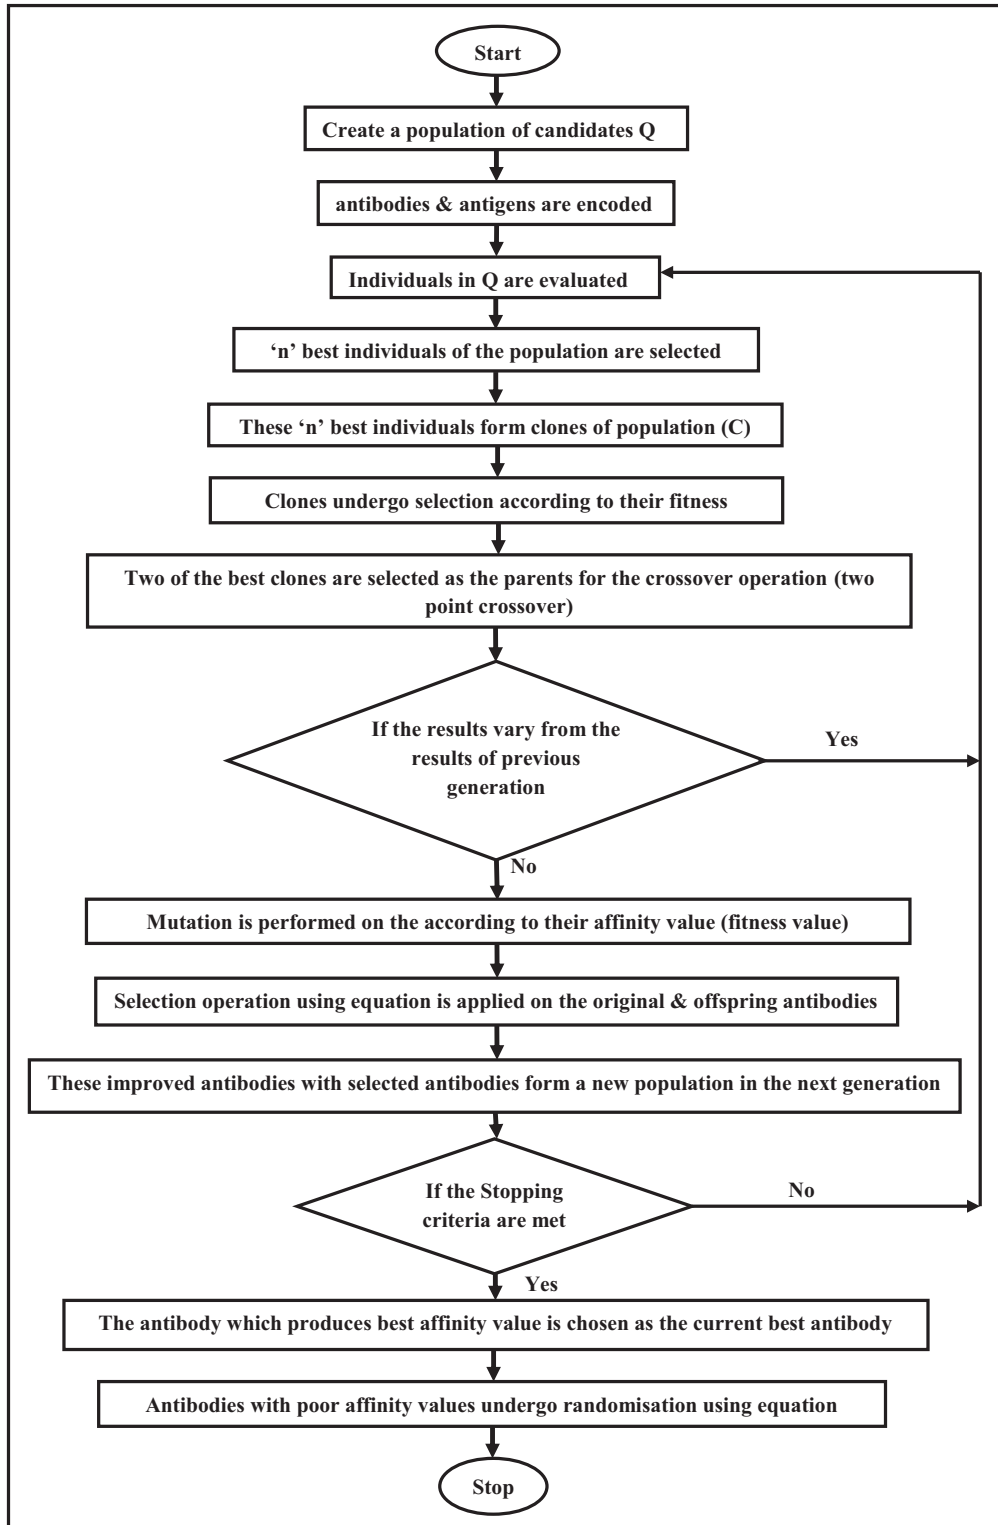 Start
Create a population of candidates Q
antibodies & antigens are encoded
Individuals in Q are evaluated
‘n’ best individuals of the population are selected
These ‘n’ best individuals form clones of population (C)
Clones undergo selection according to their fitness
Two of the best clones are selected as the parents for the crossover operation (two
point crossover)
If the results vary from the
results of previous
generation
Yes
No
Mutation is performed on the according to their affinity value (fitness value)
Selection operation using equation is applied on the original & offspring antibodies
These improved antibodies with selected antibodies form a new population in the next generation
If the Stopping
criteria are met
No
Yes
The antibody which produces best affinity value is chosen as the current best antibody
Antibodies with poor affinity values undergo randomisation using equation
Stop